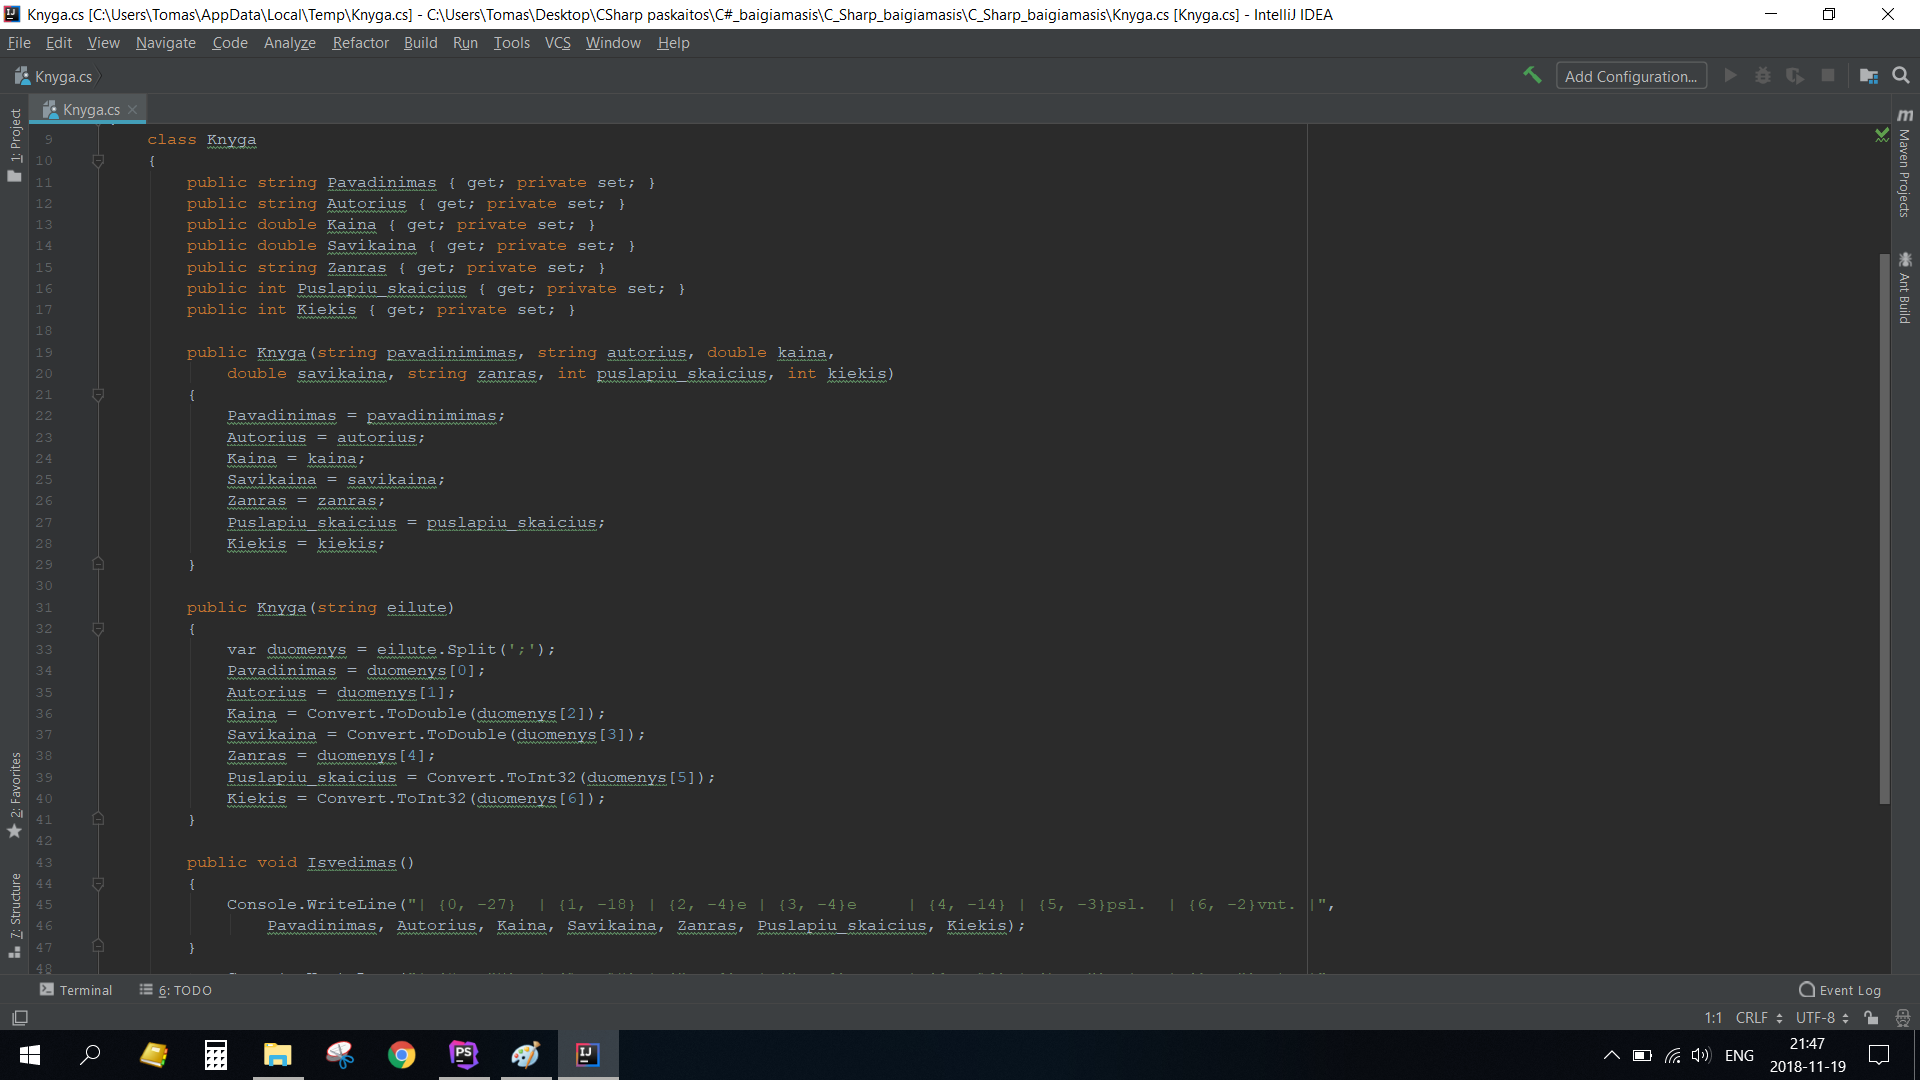 Knyga.cs [C:\Users\Tomas\AppData\Local\Temp\Knyga.cs] - C:\Users\Tomas\Desktop\CSharp paskaitos\C#_baigiamasis\C_Sharp_baigiamasis\C_Sharp_baigiamasis\Knyga.cs [Knyga.cs] - IntelliJ IDEA
File Edit View Navigate Code Analyze Refactor Build Run Tools VCS Window Help
Knyga.cs
Add Configuration...
Knyga.cs
1: Project
2: Favorites
7: Structure
Maven Projects
Ant Build
9 class Knyga
10 {
11 public string Pavadinimas { get; private set; }
12 public string Autorius { get; private set; }
13 public double Kaina { get; private set; }
14 public double Savikaina { get; private set; }
15 public string Zanras { get; private set; }
16 public int Puslapiu_skaicius { get; private set; }
17 public int Kiekis { get; private set; }
18
19 public Knyga(string pavadinimimas, string autorius, double kaina,
20 double savikaina, string zanras, int puslapiu_skaicius, int kiekis)
21 {
22 Pavadinimas = pavadinimimas;
23 Autorius = autorius;
24 Kaina = kaina;
25 Savikaina = savikaina;
26 Zanras = zanras;
27 Puslapiu_skaicius = puslapiu_skaicius;
28 Kiekis = kiekis;
29 }
30
31 public Knyga(string eilute)
32 {
33 var duomenys = eilute.Split(';');
34 Pavadinimas = duomenys[0];
35 Autorius = duomenys[1];
36 Kaina = Convert.ToDouble(duomenys[2]);
37 Savikaina = Convert.ToDouble(duomenys[3]);
38 Zanras = duomenys[4];
39 Puslapiu_skaicius = Convert.ToInt32(duomenys[5]);
40 Kiekis = Convert.ToInt32(duomenys[6]);
41 }
42
43 public void Isvedimas()
44 {
45 Console.WriteLine("| {0, -27}  | {1, -18} | {2, -4}e | {3, -4}e     | {4, -14} | {5, -3}psl.  | {6, -2}vnt. |",
46 Pavadinimas, Autorius, Kaina, Savikaina, Zanras, Puslapiu_skaicius, Kiekis);
47 }
48
Terminal 6: TODO Event Log
1:1 CRLF UTF-8
PS IJ ENG 21:47
2018-11-19